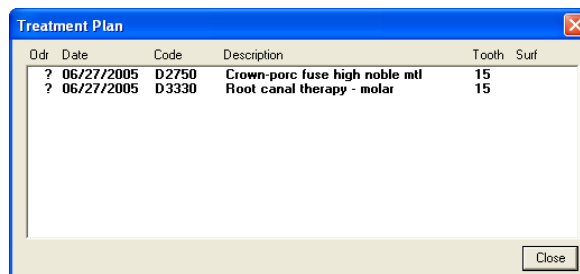 Treatment Plan
Odr Date Code Description Tooth Surf
? 06/27/2005 D2750 Crown-porc fuse high noble mtl 15
? 06/27/2005 D3330 Root canal therapy - molar 15
Close